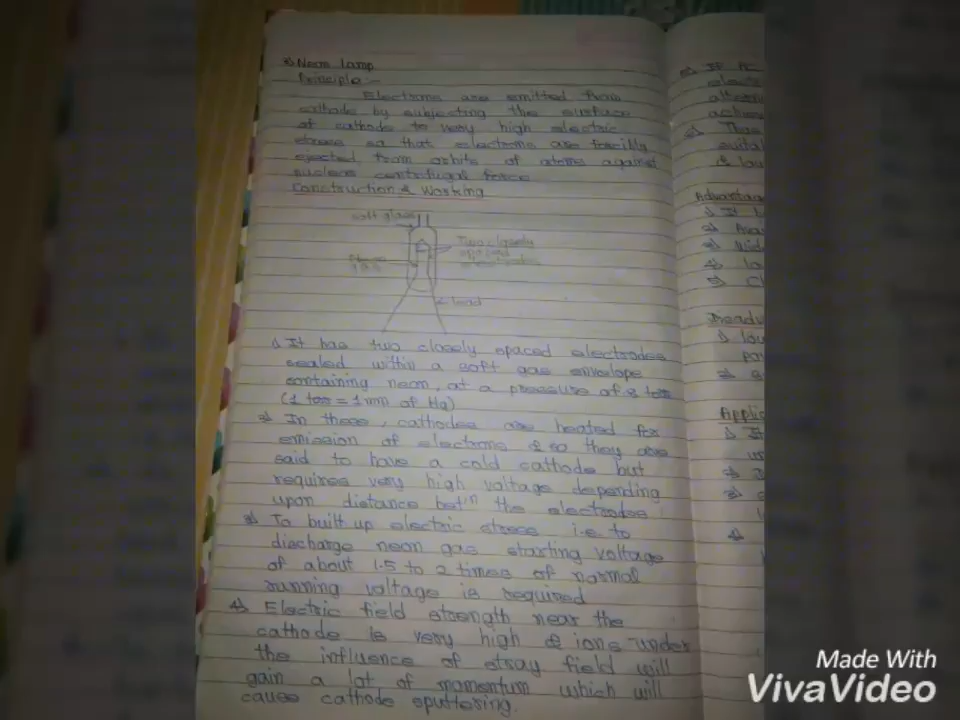 3) Neon lamp
Principle :-
Electrons are emitted from
cathode by subjecting the surface
of cathode to very high electric
stress so that electrons are forcibly
ejected from orbits of atoms against
nucleus centrifugal force
Construction & Working
soft glass
Two closely
spaced
gas
lead
1) It has two closely spaced electrodes
sealed within a soft gas envelope
containing neon, at a pressure of 8 torr
(1 torr = 1 mm of Hg)
2) In these, cathodes are heated for
emission of electrons & so they are
said to have a cold cathode but
requires very high voltage depending
upon distance betn the electrodes
3) To built up electric stress i.e to
discharge neon gas starting voltage
of about 1.5 to 2 times of normal
running voltage is required
4) Electric field strength near the
cathode is very high & ions under
the influence of stray field will
gain a lot of momentum which will
cause cathode sputtering.
Advantag
Applic
Made With
VivaVideo